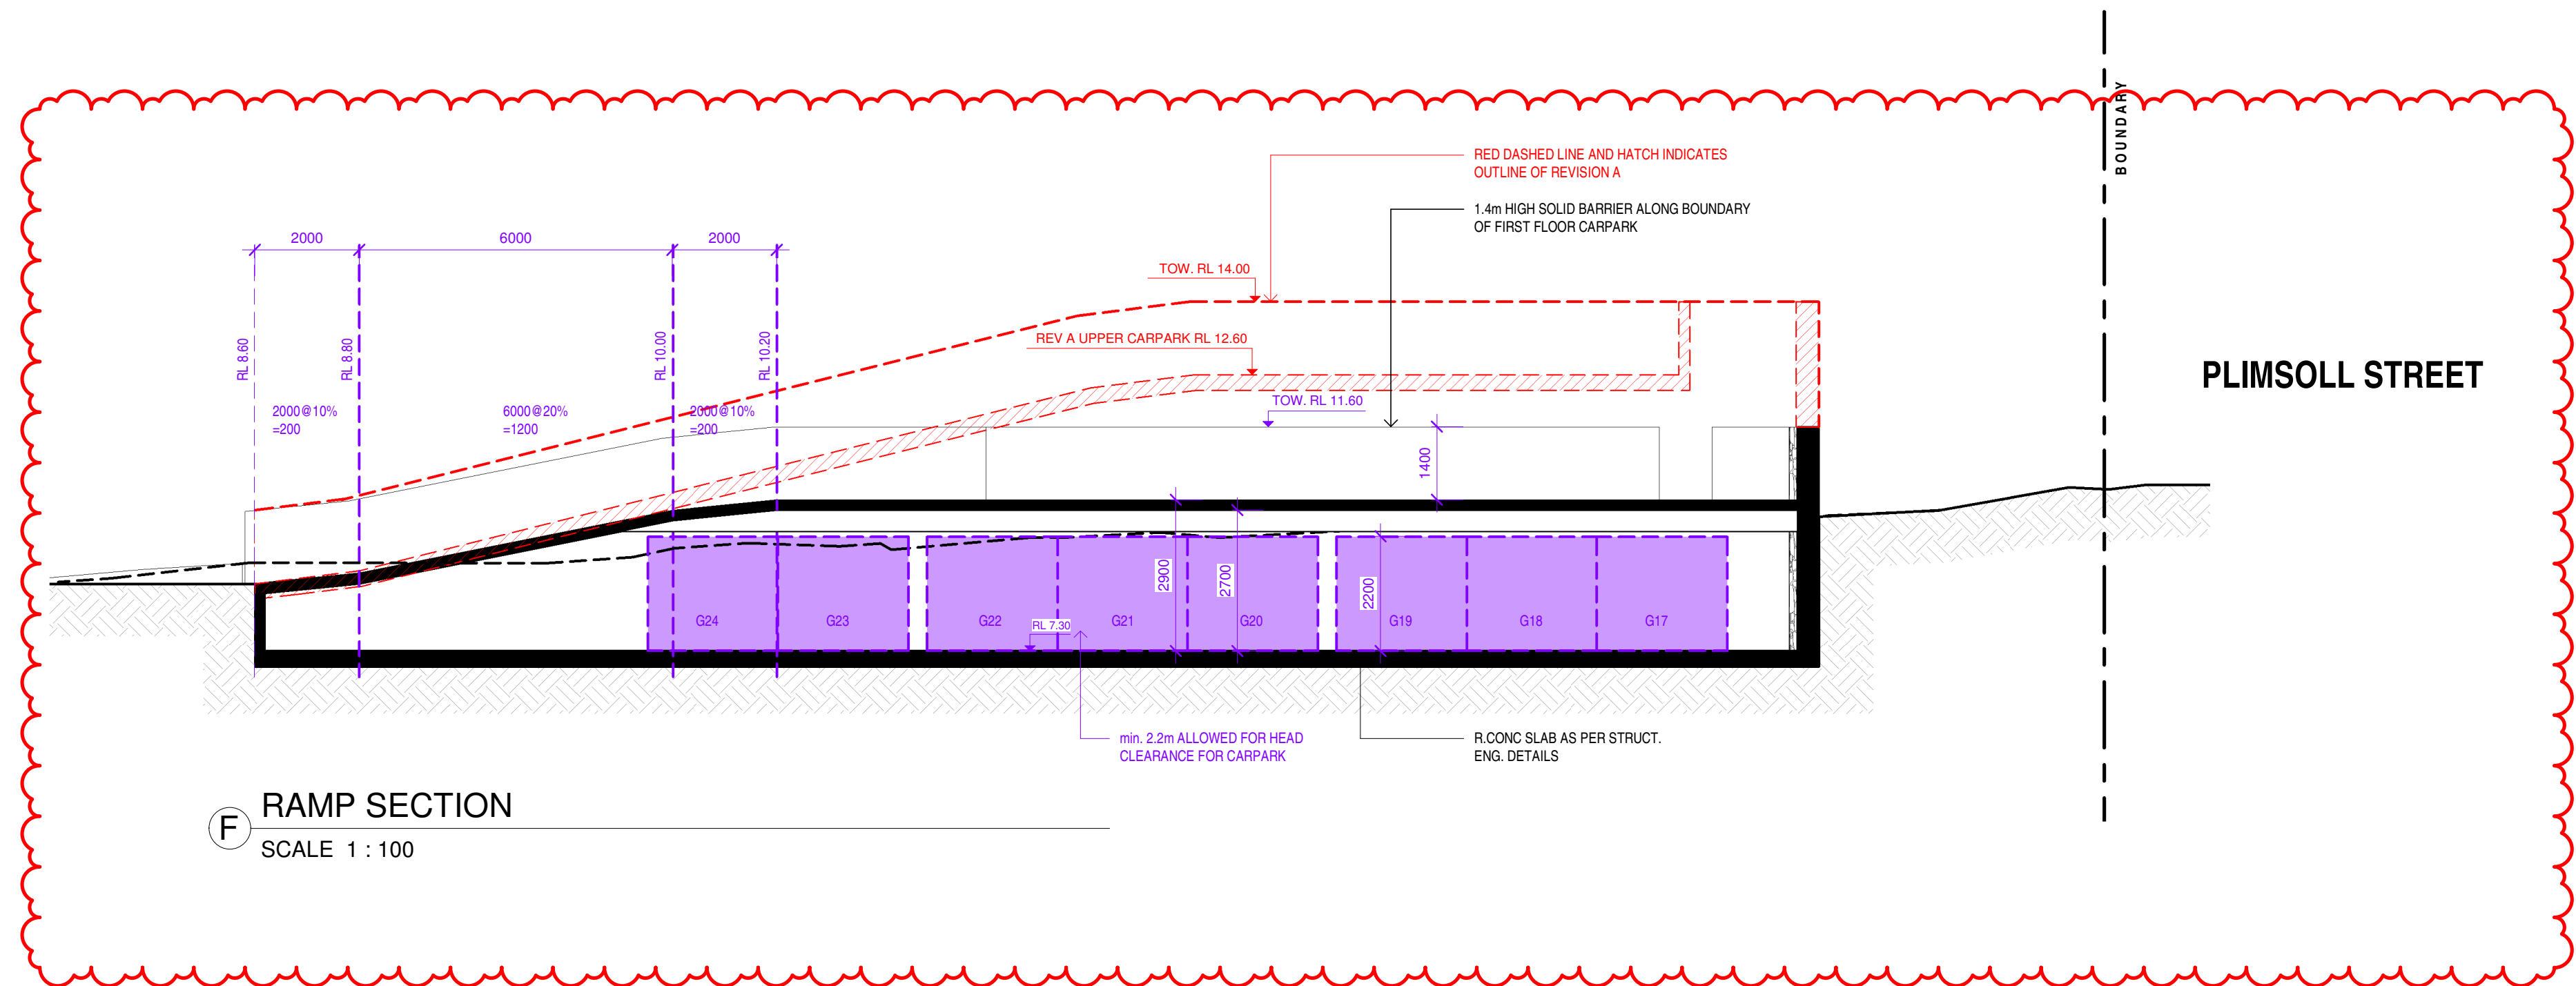 BOUNDARY
RED DASHED LINE AND HATCH INDICATES
OUTLINE OF REVISION A
1.4m HIGH SOLID BARRIER ALONG BOUNDARY
OF FIRST FLOOR CARPARK
2000
6000
2000
TOW. RL 14.00
REV A UPPER CARPARK RL 12.60
RL 8.60
RL 8.80
RL 10.00
RL 10.20
PLIMSOLL STREET
TOW. RL 11.60
2000@10%
=200
6000@20%
=1200
2000@10%
=200
1400
2900
2700
2200
G24
G23
G22
G21
G20
G19
G18
G17
RL 7.30
min. 2.2m ALLOWED FOR HEAD
CLEARANCE FOR CARPARK
R.CONC SLAB AS PER STRUCT.
ENG. DETAILS
F
RAMP SECTION
SCALE 1 : 100